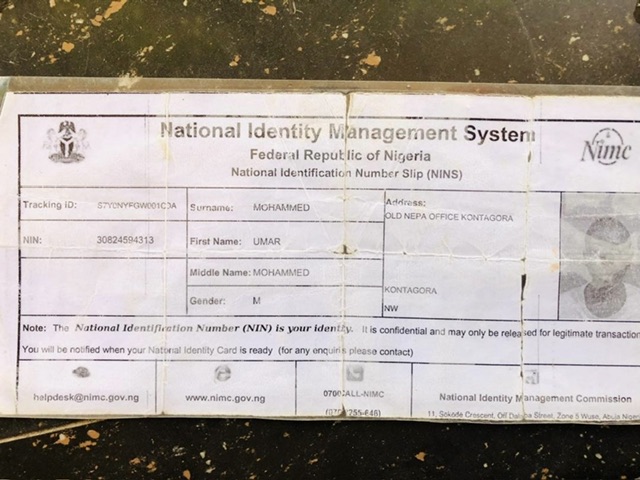 National Identity Management System
Federal Republic of Nigeria
National Identification Number Slip (NINS)
Nimc
Tracking ID:
Surname: MOHAMMED
Address:
OLD NEPA OFFICE KONTAGORA
NIN: 30824594313
First Name: UMAR
Middle Name: MOHAMMED
KONTAGORA
Gender: M
NW
Note: The National Identification Number (NIN) is your identity. It is confidential and may only be released for legitimate transaction
You will be notified when your National Identity Card is ready (for any enquiries please contact)
helpdesk@nimc.gov.ng
www.nimc.gov.ng
0700-CALL-NIMC
National Identity Management Commission
11, Sokode Crescent, Off Dalaba Street, Zone 5 Wuse, Abuja